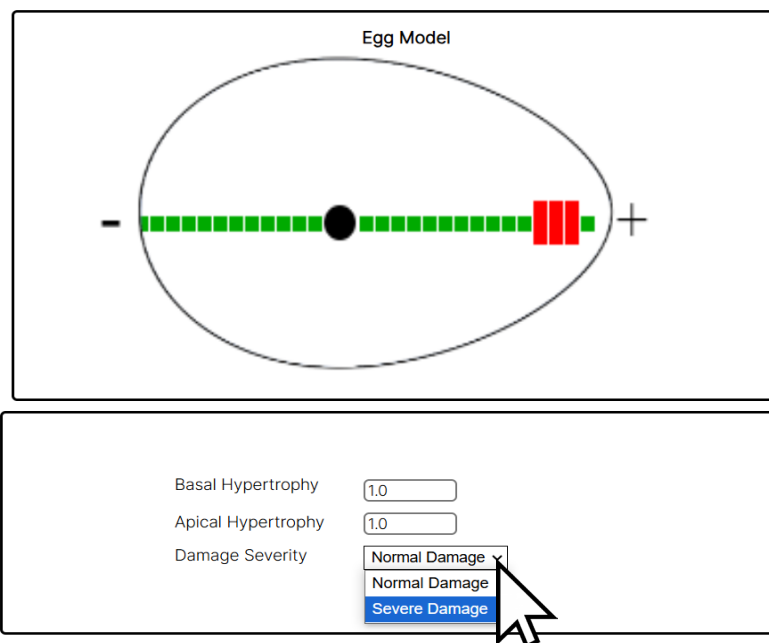 Egg Model
- +
Basal Hypertrophy 1.0
Apical Hypertrophy 1.0
Damage Severity Normal Damage
Normal Damage
Severe Damage